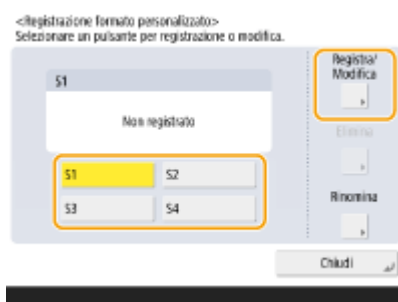 <Registrazione formato personalizzato>
Selezionare un pulsante per registrazione o modifica.
S1
Non registrato
S1
S2
S3
S4
Registra/
Modifica
Elimina
Rinomina
Chiudi